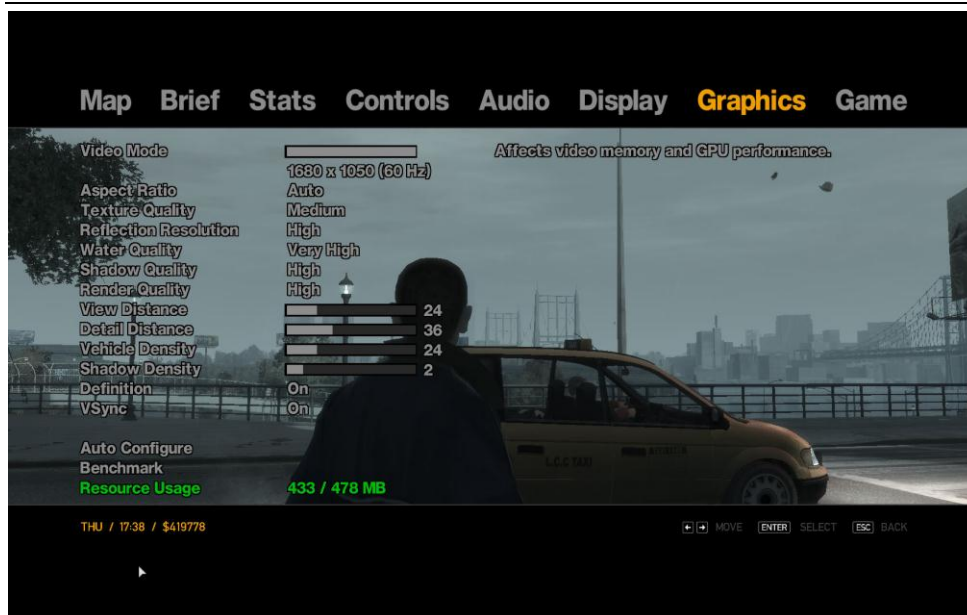 Map Brief Stats Controls Audio Display Graphics Game
Video Mode
Affects video memory and GPU performance.
1680 x 1050 (60 Hz)
Aspect Ratio Auto
Texture Quality Medium
Reflection Resolution High
Water Quality Very High
Shadow Quality High
Render Quality High
View Distance 24
Detail Distance 36
Vehicle Density 24
Shadow Density 2
Definition On
VSync On
Auto Configure
Benchmark
Resource Usage 433 / 478 MB
L.C.C TAXI
THU / 17:38 / $419778
MOVE ENTER SELECT ESC BACK